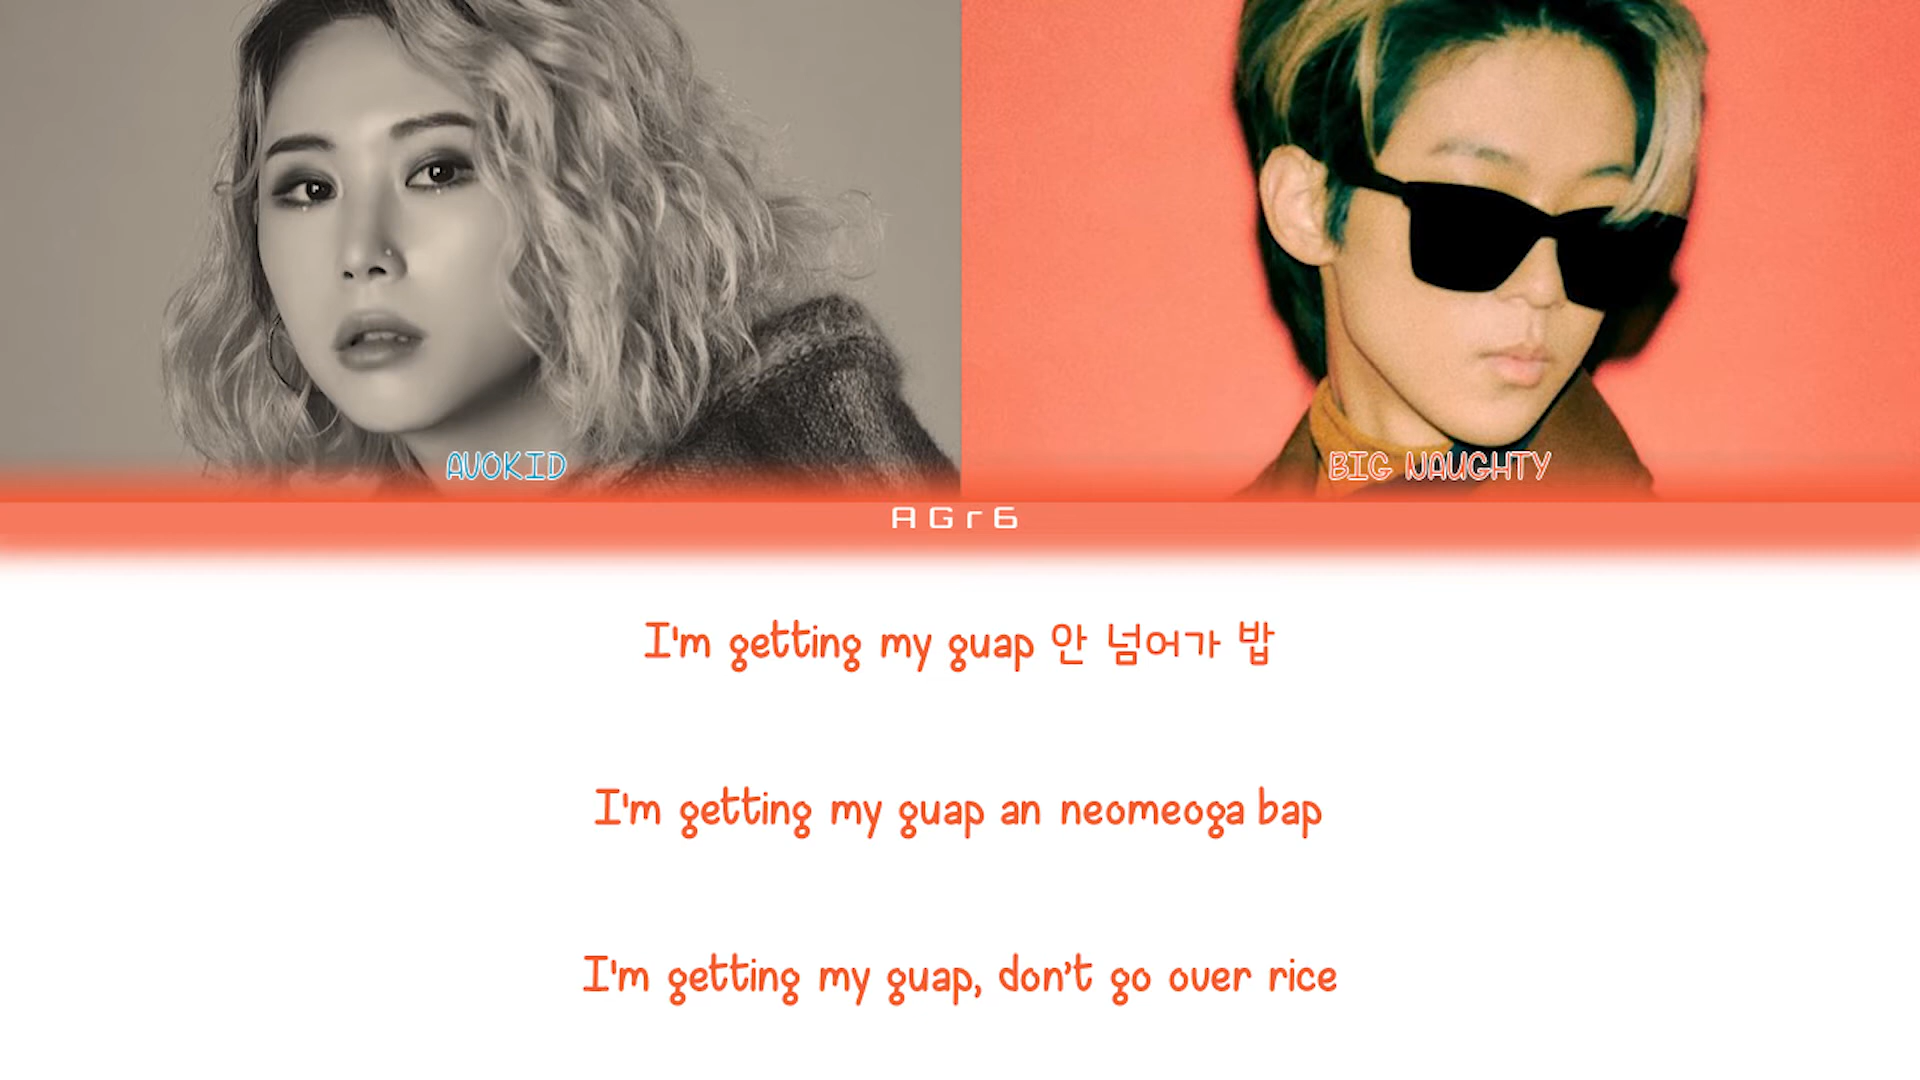 AVOKID
BIG NAUGHTY
AGr6
I'm getting my guap 안 넘어가 밥
I'm getting my guap an neomeoga bap
I'm getting my guap, don't go over rice